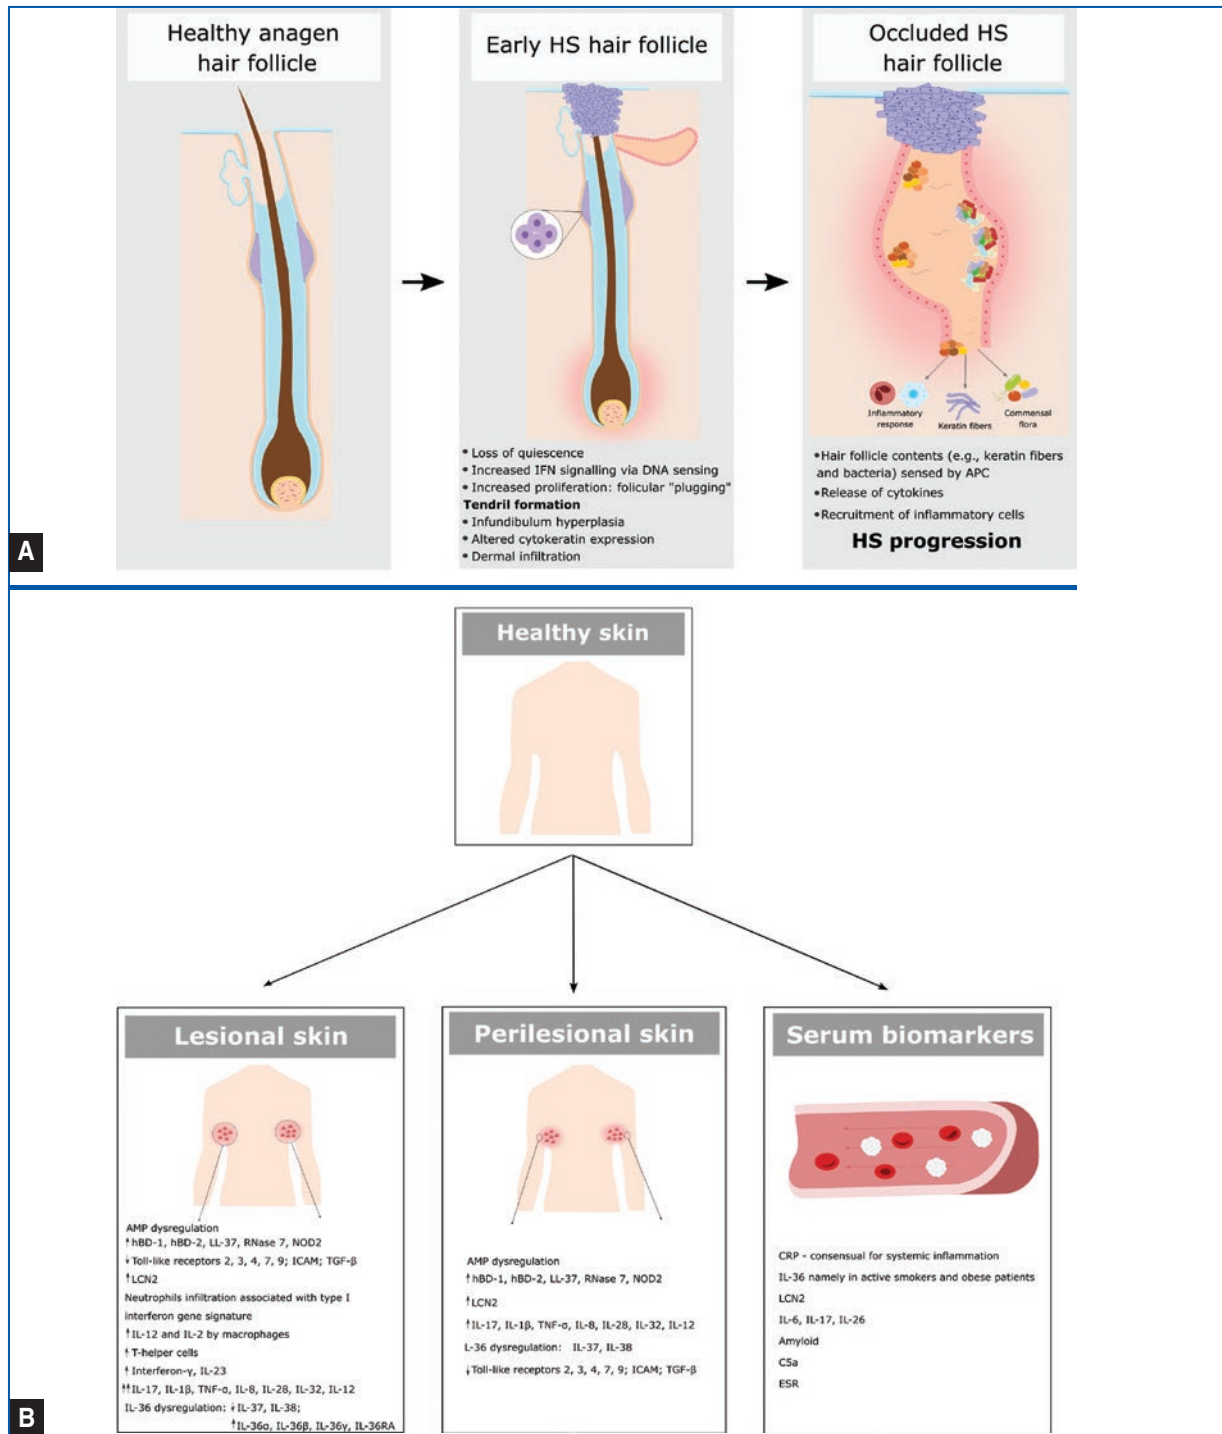 Healthy anagen
hair follicle
Early HS hair follicle
Occluded HS
hair follicle
Inflammatory
response
Keratin fibers
Commensal
flora
• Loss of quiescence
• Increased IFN signalling via DNA sensing
• Increased proliferation: folicular "plugging"
Tendril formation
• Infundibulum hyperplasia
• Altered cytokeratin expression
• Dermal infiltration
•Hair follicle contents (e.g., keratin fibers
and bacteria) sensed by APC
•Release of cytokines
•Recruitment of inflammatory cells
HS progression
A
Healthy skin
Lesional skin
AMP dysregulation
↑hBD-1, hBD-2, LL-37, RNase 7, NOD2
↓Toll-like receptors 2, 3, 4, 7, 9; ICAM; TGF-β
↑LCN2
Neutrophils infiltration associated with type I
interferon gene signature
↑IL-12 and IL-2 by macrophages
↑T-helper cells
↑Interferon-γ, IL-23
↑↑IL-17, IL-1β, TNF-α, IL-8, IL-28, IL-32, IL-12
IL-36 dysregulation: ↓IL-37, IL-38;
↑IL-36α, IL-36β, IL-36γ, IL-36RA
Perilesional skin
AMP dysregulation
↑hBD-1, hBD-2, LL-37, RNase 7, NOD2
↑LCN2
↑IL-17, IL-1β, TNF-α, IL-8, IL-28, IL-32, IL-12
L-36 dysregulation: IL-37, IL-38
↓Toll-like receptors 2, 3, 4, 7, 9; ICAM; TGF-β
Serum biomarkers
CRP - consensual for systemic inflammation
IL-36 namely in active smokers and obese patients
LCN2
IL-6, IL-17, IL-26
Amyloid
C5a
ESR
B